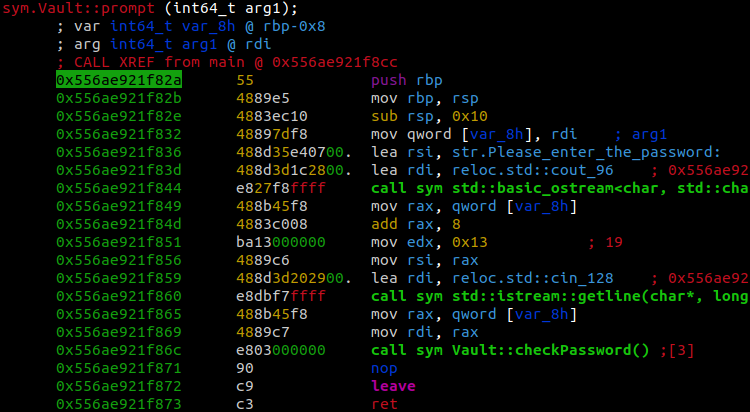 sym.Vault::prompt (int64_t arg1);
; var int64_t var_8h @ rbp-0x8
; arg int64_t arg1 @ rdi
; CALL XREF from main @ 0x556ae921f8cc
0x556ae921f82a 55 push rbp
0x556ae921f82b 4889e5 mov rbp, rsp
0x556ae921f82e 4883ec10 sub rsp, 0x10
0x556ae921f832 48897df8 mov qword [var_8h], rdi ; arg1
0x556ae921f836 488d35e40700. lea rsi, str.Please_enter_the_password:
0x556ae921f83d 488d3d1c2800. lea rdi, reloc.std::cout_96 ; 0x556ae92
0x556ae921f844 e827f8ffff call sym std::basic_ostream<char, std::cha
0x556ae921f849 488b45f8 mov rax, qword [var_8h]
0x556ae921f84d 4883c008 add rax, 8
0x556ae921f851 ba13000000 mov edx, 0x13 ; 19
0x556ae921f856 4889c6 mov rsi, rax
0x556ae921f859 488d3d202900. lea rdi, reloc.std::cin_128 ; 0x556ae92
0x556ae921f860 e8dbf7ffff call sym std::istream::getline(char*, long
0x556ae921f865 488b45f8 mov rax, qword [var_8h]
0x556ae921f869 4889c7 mov rdi, rax
0x556ae921f86c e803000000 call sym Vault::checkPassword() ;[3]
0x556ae921f871 90 nop
0x556ae921f872 c9 leave
0x556ae921f873 c3 ret